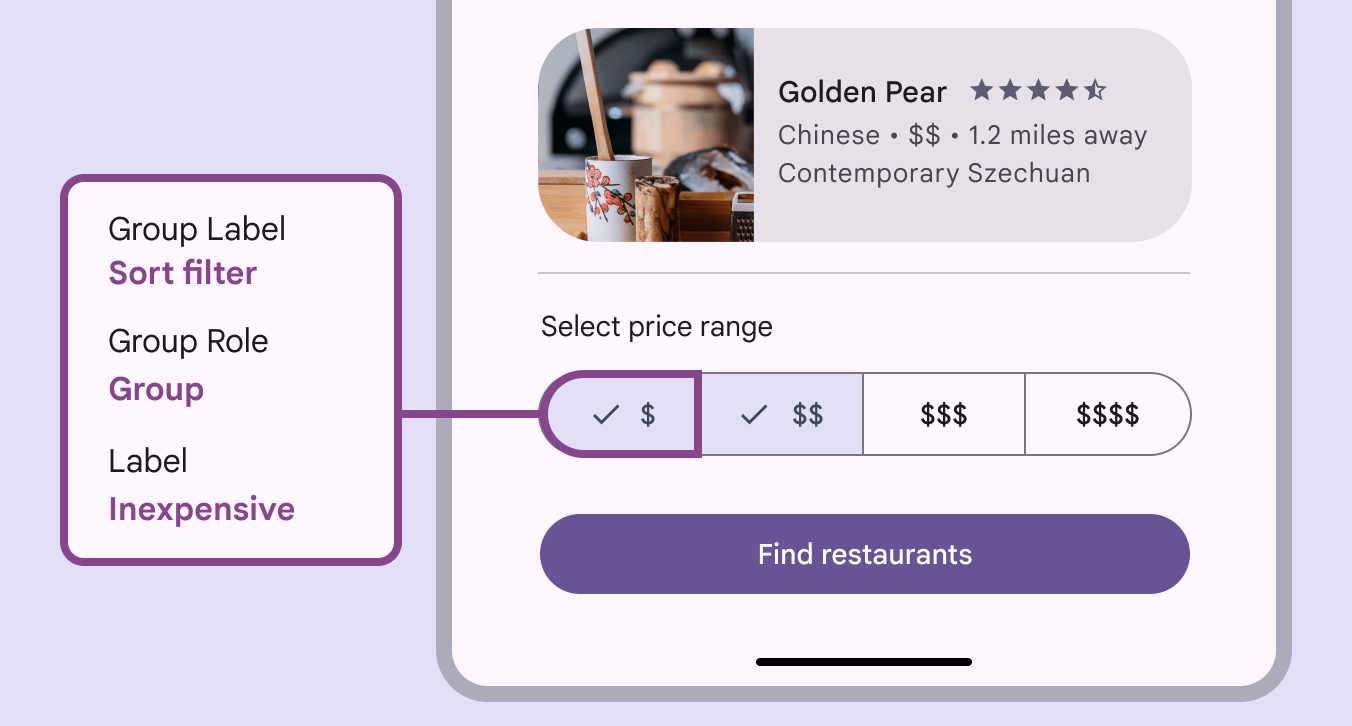 Group Label
Sort filter
Group Role
Group
Label
Inexpensive
Golden Pear
Chinese • $$ • 1.2 miles away
Contemporary Szechuan
Select price range
$ $$ $$$ $$$$
Find restaurants